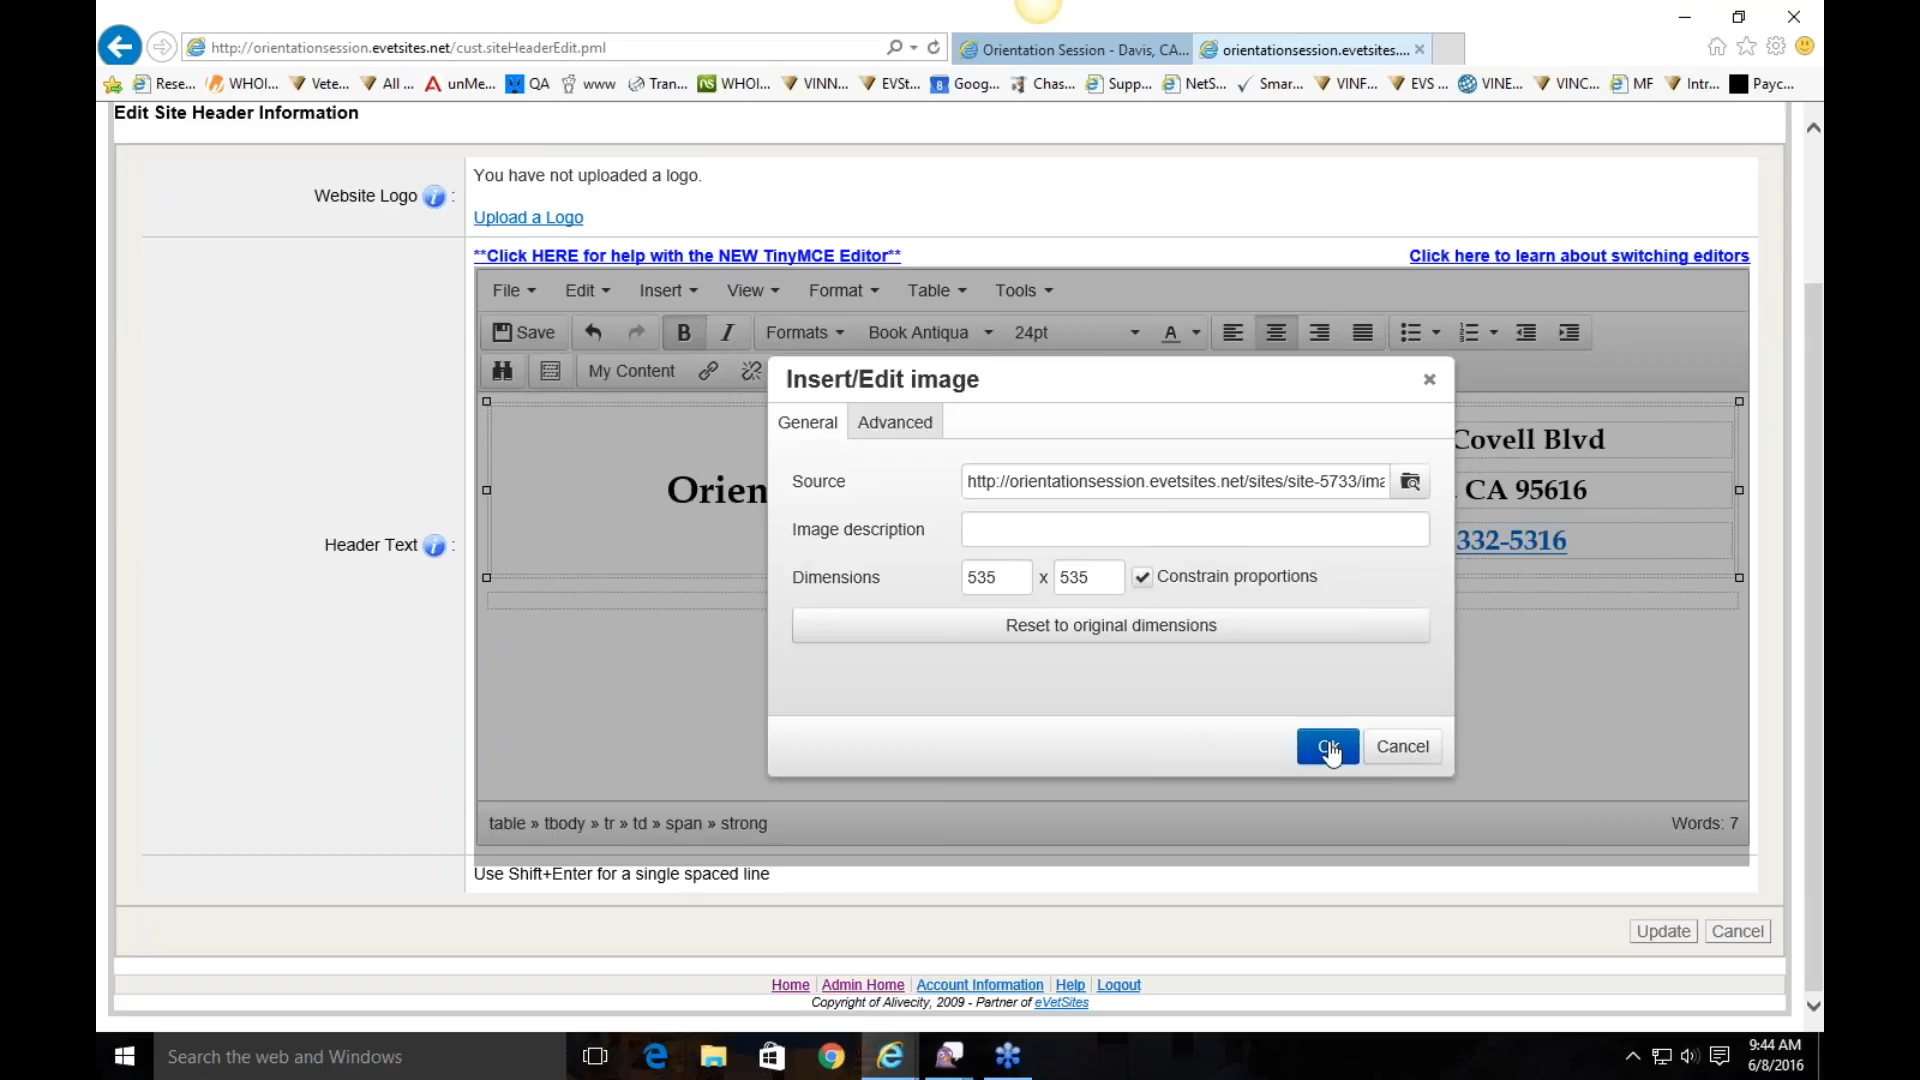 http://orientationsession.evetsites.net/cust.siteHeaderEdit.pml
Orientation Session - Davis, CA...
orientationsession.evetsites....
Rese... WHOI... Vete... All ... unMe... QA www Tran... WHOI... VINN... EVSt... Goog... Chas... Supp... NetS... Smar... VINF... EVS ... VINE... VINC... MF Intr... Payc...
Edit Site Header Information
You have not uploaded a logo.
Website Logo :
Upload a Logo
**Click HERE for help with the NEW TinyMCE Editor** Click here to learn about switching editors
File Edit Insert View Format Table Tools
Save B I Formats Book Antiqua 24pt A
My Content
Insert/Edit image
General Advanced
Covell Blvd
Source http://orientationsession.evetsites.net/sites/site-5733/ima
Orien CA 95616
Image description
332-5316
Header Text :
Dimensions 535 x 535 Constrain proportions
Reset to original dimensions
Ok Cancel
table » tbody » tr » td » span » strong Words: 7
Use Shift+Enter for a single spaced line
Update Cancel
Home Admin Home Account Information Help Logout
Copyright of Alivecity, 2009 - Partner of eVetSites
Search the web and Windows
9:44 AM
6/8/2016